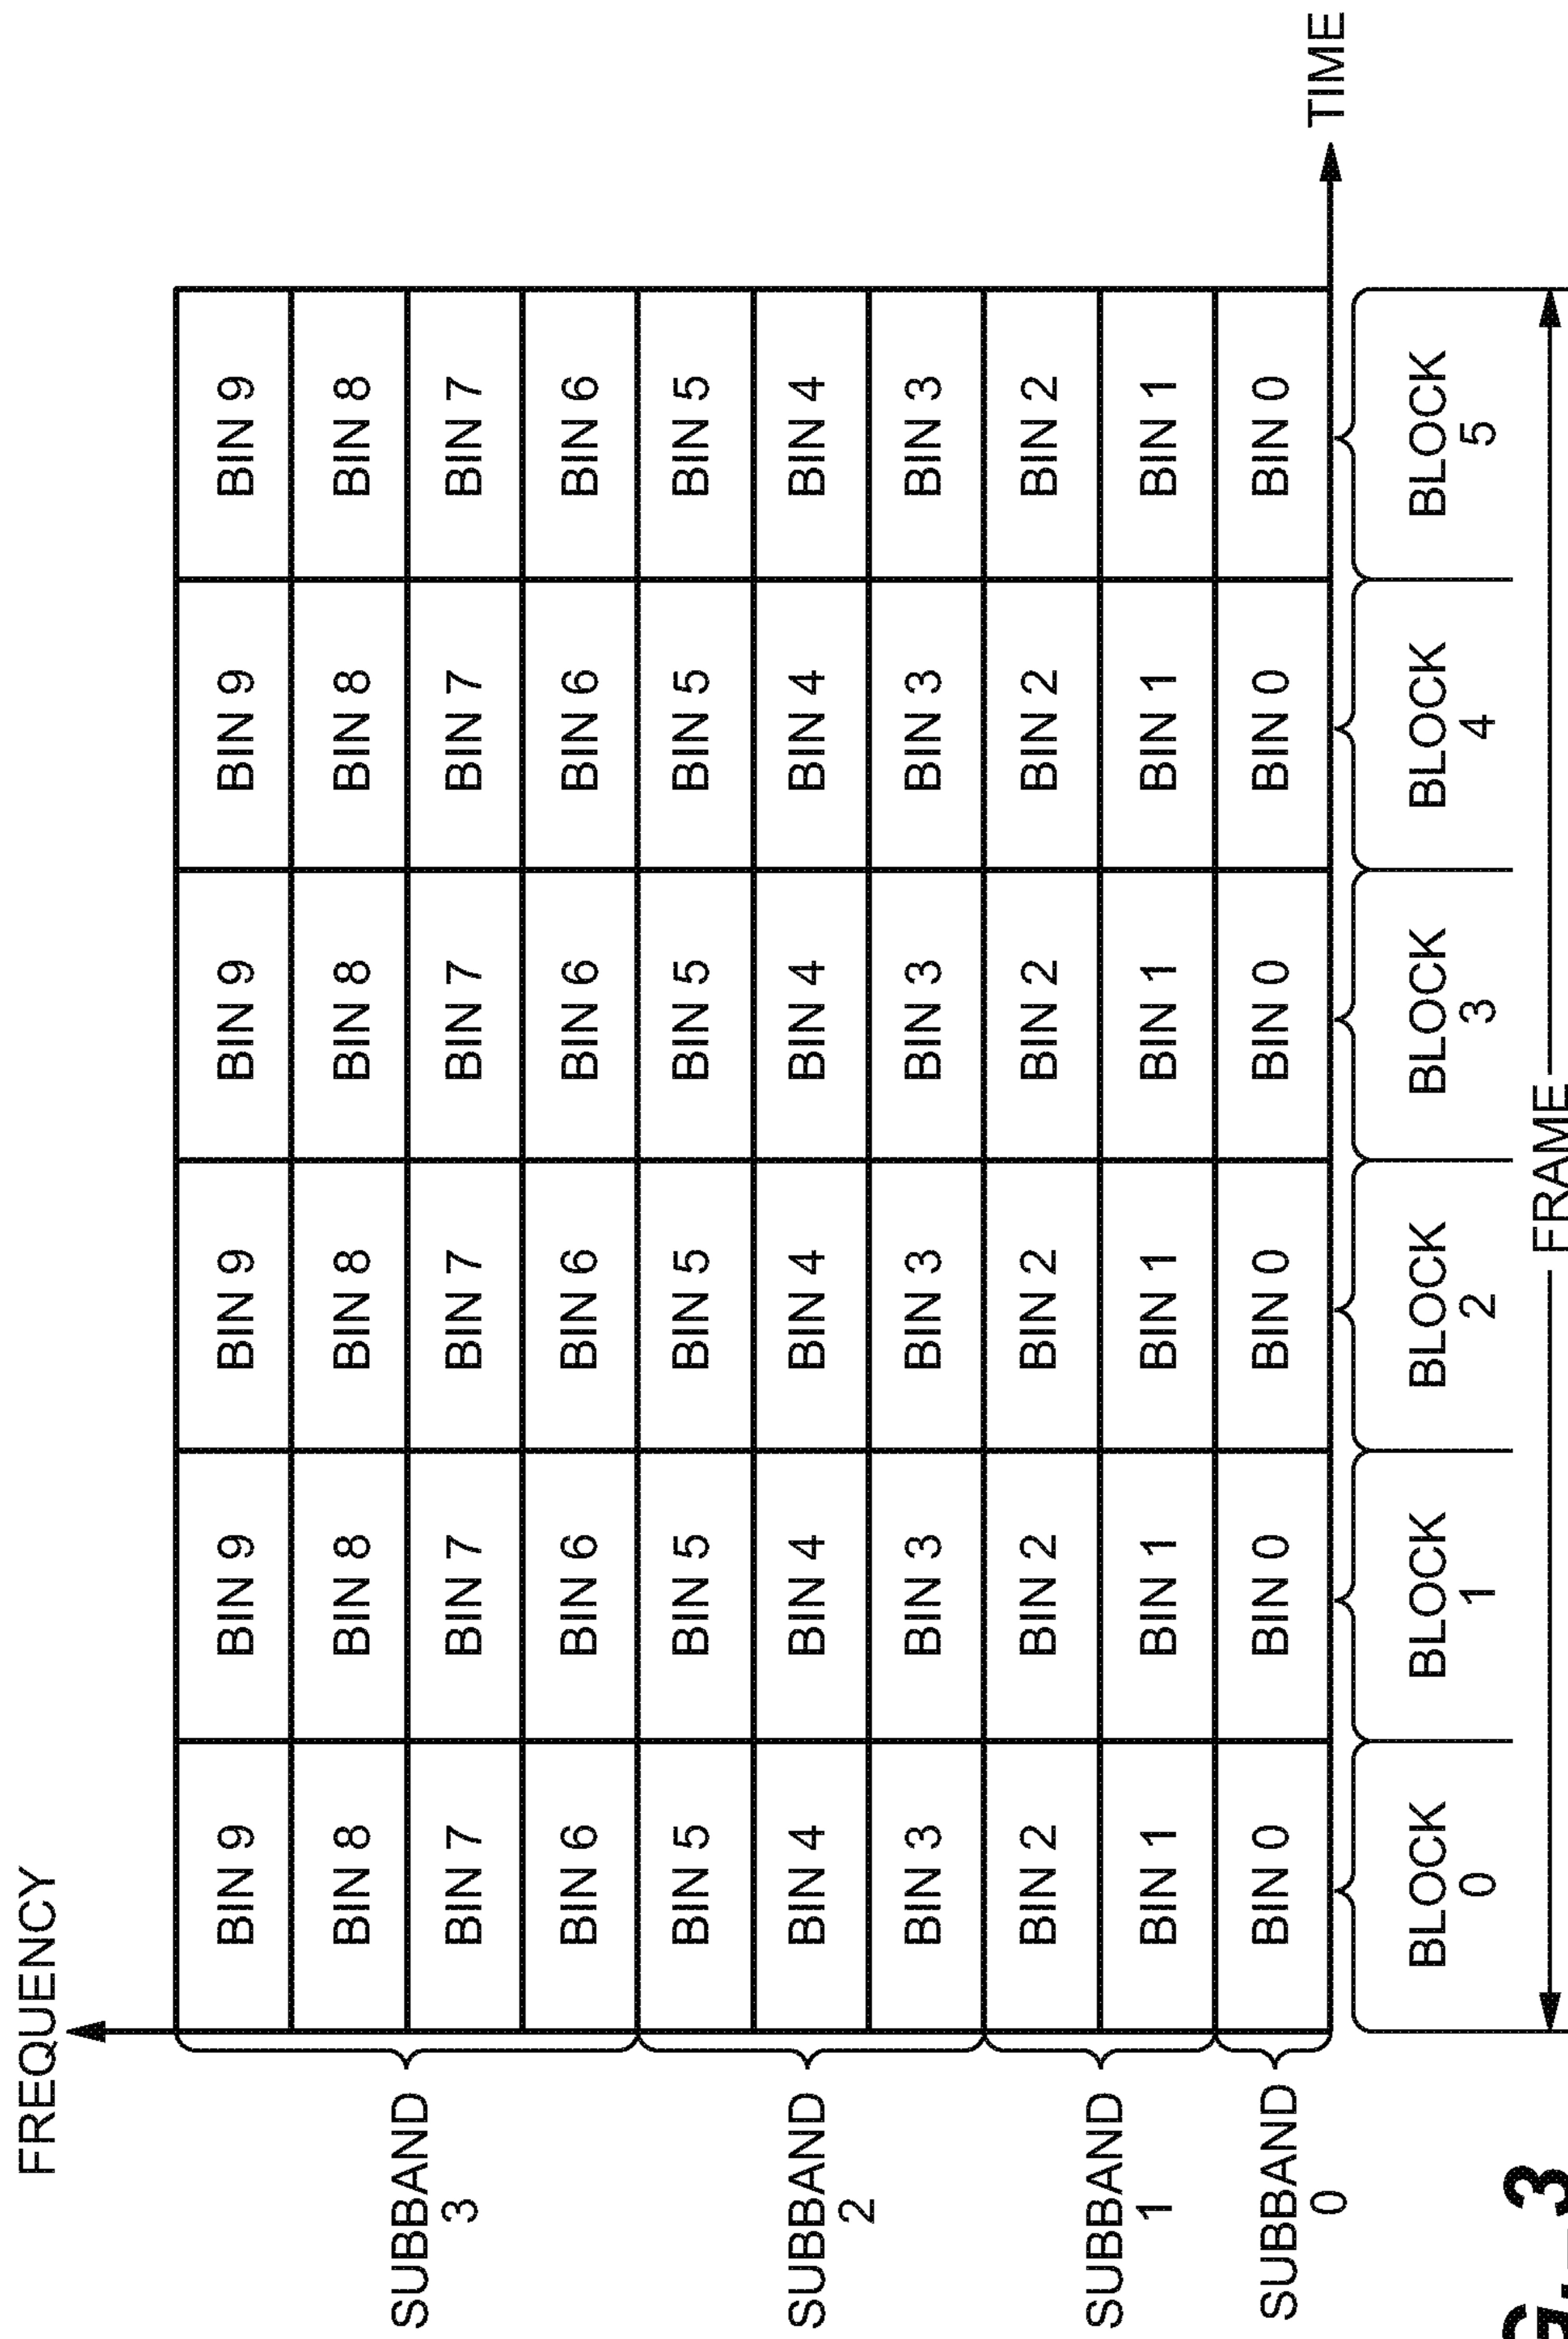 FREQUENCY
SUBBAND 3
SUBBAND 2
SUBBAND 1
SUBBAND 0
BIN 9 BIN 9 BIN 9 BIN 9 BIN 9 BIN 9
BIN 8 BIN 8 BIN 8 BIN 8 BIN 8 BIN 8
BIN 7 BIN 7 BIN 7 BIN 7 BIN 7 BIN 7
BIN 6 BIN 6 BIN 6 BIN 6 BIN 6 BIN 6
BIN 5 BIN 5 BIN 5 BIN 5 BIN 5 BIN 5
BIN 4 BIN 4 BIN 4 BIN 4 BIN 4 BIN 4
BIN 3 BIN 3 BIN 3 BIN 3 BIN 3 BIN 3
BIN 2 BIN 2 BIN 2 BIN 2 BIN 2 BIN 2
BIN 1 BIN 1 BIN 1 BIN 1 BIN 1 BIN 1
BIN 0 BIN 0 BIN 0 BIN 0 BIN 0 BIN 0
TIME
BLOCK BLOCK BLOCK BLOCK BLOCK BLOCK
0 1 2 3 4 5
FRAME
3